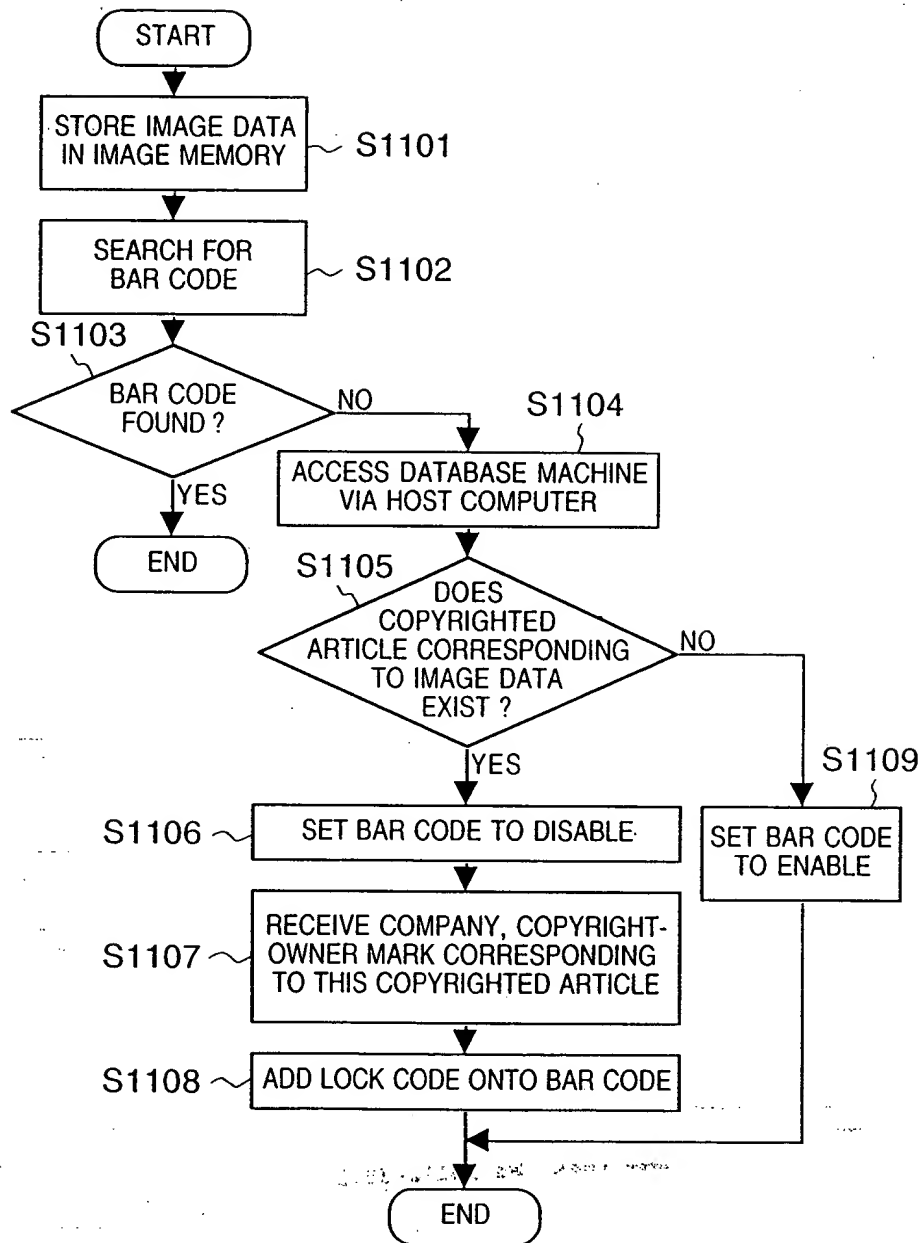 START
STORE IMAGE DATA
IN IMAGE MEMORY
S1101
SEARCH FOR
BAR CODE
S1102
S1103
BAR CODE
FOUND ?
NO
YES
END
S1104
ACCESS DATABASE MACHINE
VIA HOST COMPUTER
S1105
DOES
COPYRIGHTED
ARTICLE CORRESPONDING
TO IMAGE DATA
EXIST ?
NO
YES
S1106
SET BAR CODE TO DISABLE
S1109
SET BAR CODE
TO ENABLE
S1107
RECEIVE COMPANY, COPYRIGHT-
OWNER MARK CORRESPONDING
TO THIS COPYRIGHTED ARTICLE
S1108
ADD LOCK CODE ONTO BAR CODE
END